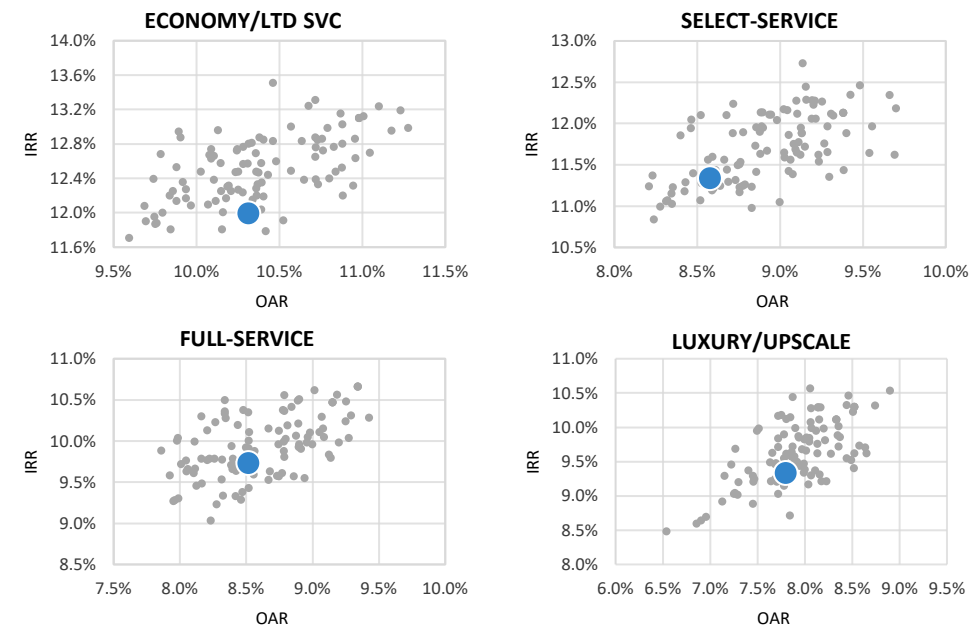 ECONOMY/LTD SVC
14.0%
13.6%
13.2%
12.8%
12.4%
12.0%
11.6%
IRR
9.5% 10.0% 10.5% 11.0% 11.5%
OAR
SELECT-SERVICE
13.0%
12.5%
12.0%
11.5%
11.0%
10.5%
IRR
8.0% 8.5% 9.0% 9.5% 10.0%
OAR
FULL-SERVICE
11.0%
10.5%
10.0%
9.5%
9.0%
8.5%
IRR
7.5% 8.0% 8.5% 9.0% 9.5% 10.0%
OAR
LUXURY/UPSCALE
11.0%
10.5%
10.0%
9.5%
9.0%
8.5%
8.0%
IRR
6.0% 6.5% 7.0% 7.5% 8.0% 8.5% 9.0% 9.5%
OAR